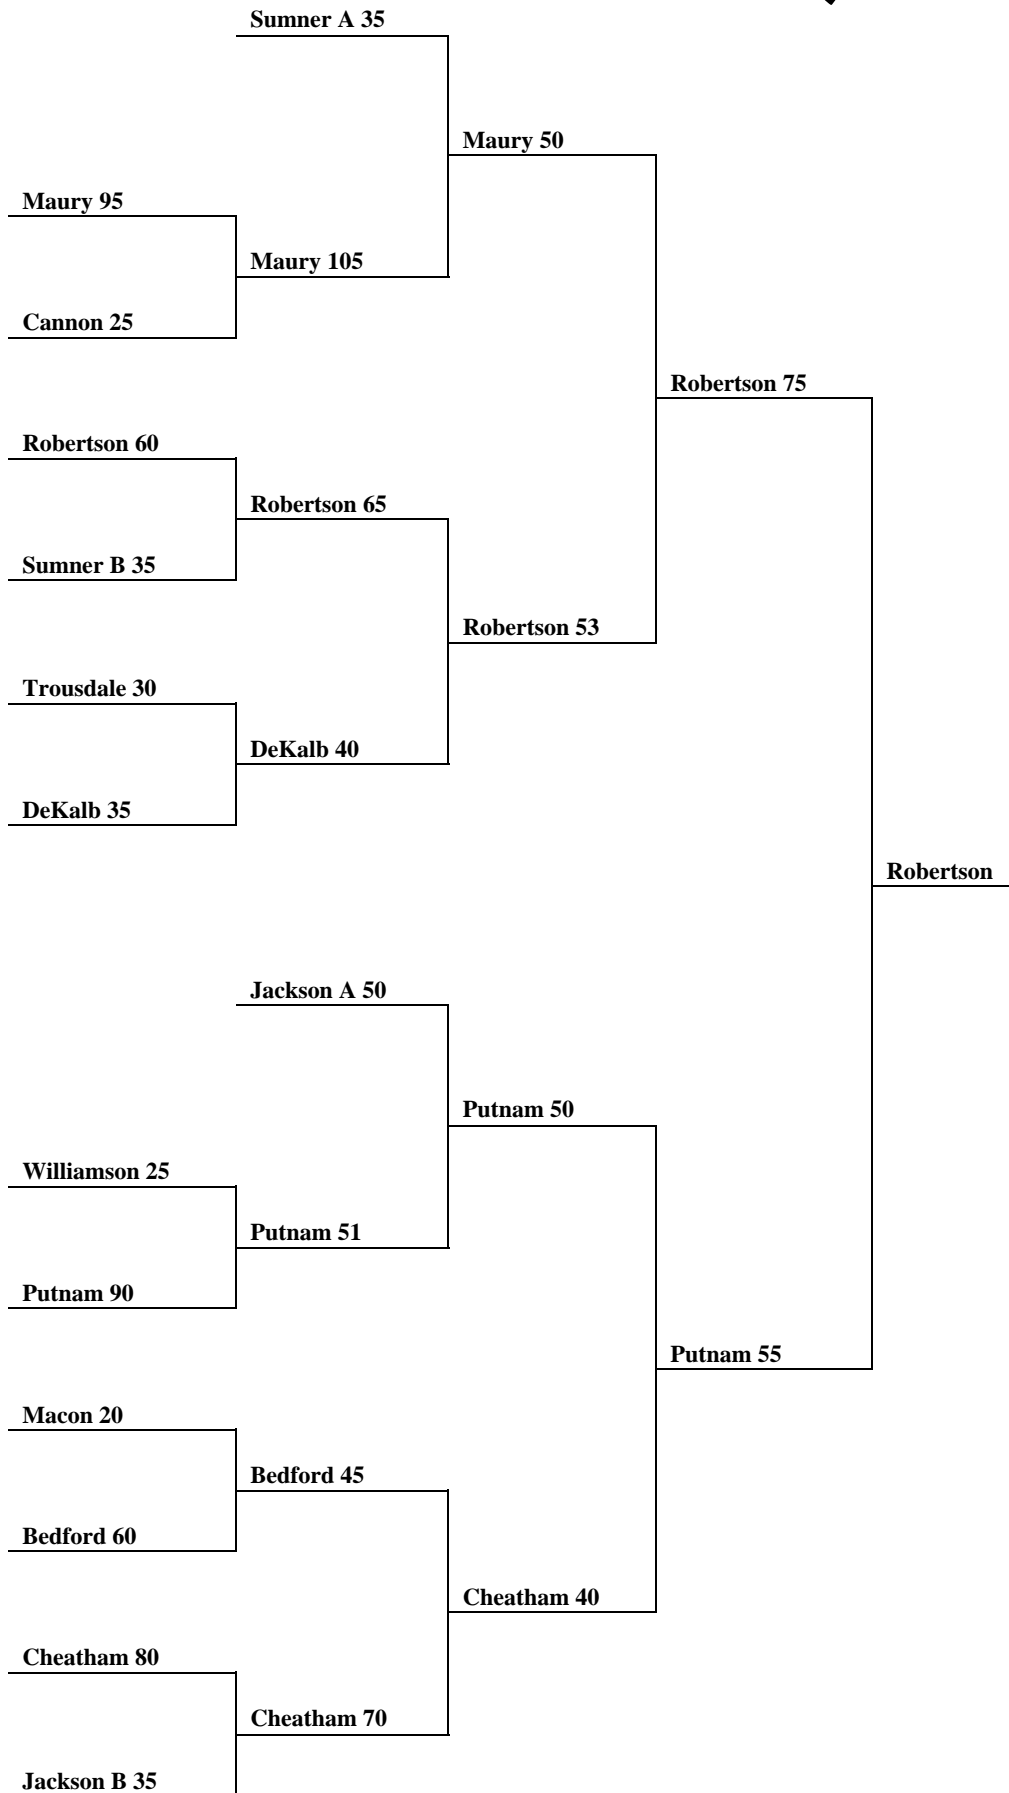 Sumner A 35
Maury 50
Maury 95
Maury 105
Cannon 25
Robertson 75
Robertson 60
Robertson 65
Sumner B 35
Robertson 53
Trousdale 30
DeKalb 40
DeKalb 35
Robertson
Jackson A 50
Putnam 50
Williamson 25
Putnam 51
Putnam 90
Putnam 55
Macon 20
Bedford 45
Bedford 60
Cheatham 40
Cheatham 80
Cheatham 70
Jackson B 35